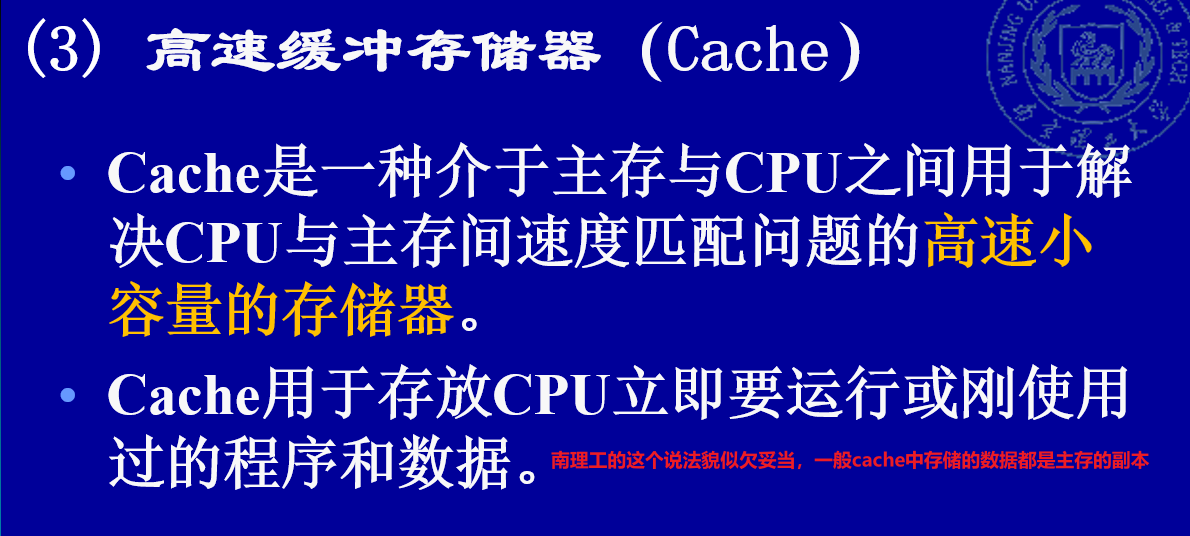 (3) 高速缓冲存储器 (Cache)
NANJING U
& TECH
• Cache是一种介于主存与CPU之间用于解
决CPU与主存间速度匹配问题的高速小
容量的存储器。
• Cache用于存放CPU立即要运行或刚使用
过的程序和数据。南理工的这个说法貌似欠妥当，一般cache中存储的数据都是主存的副本